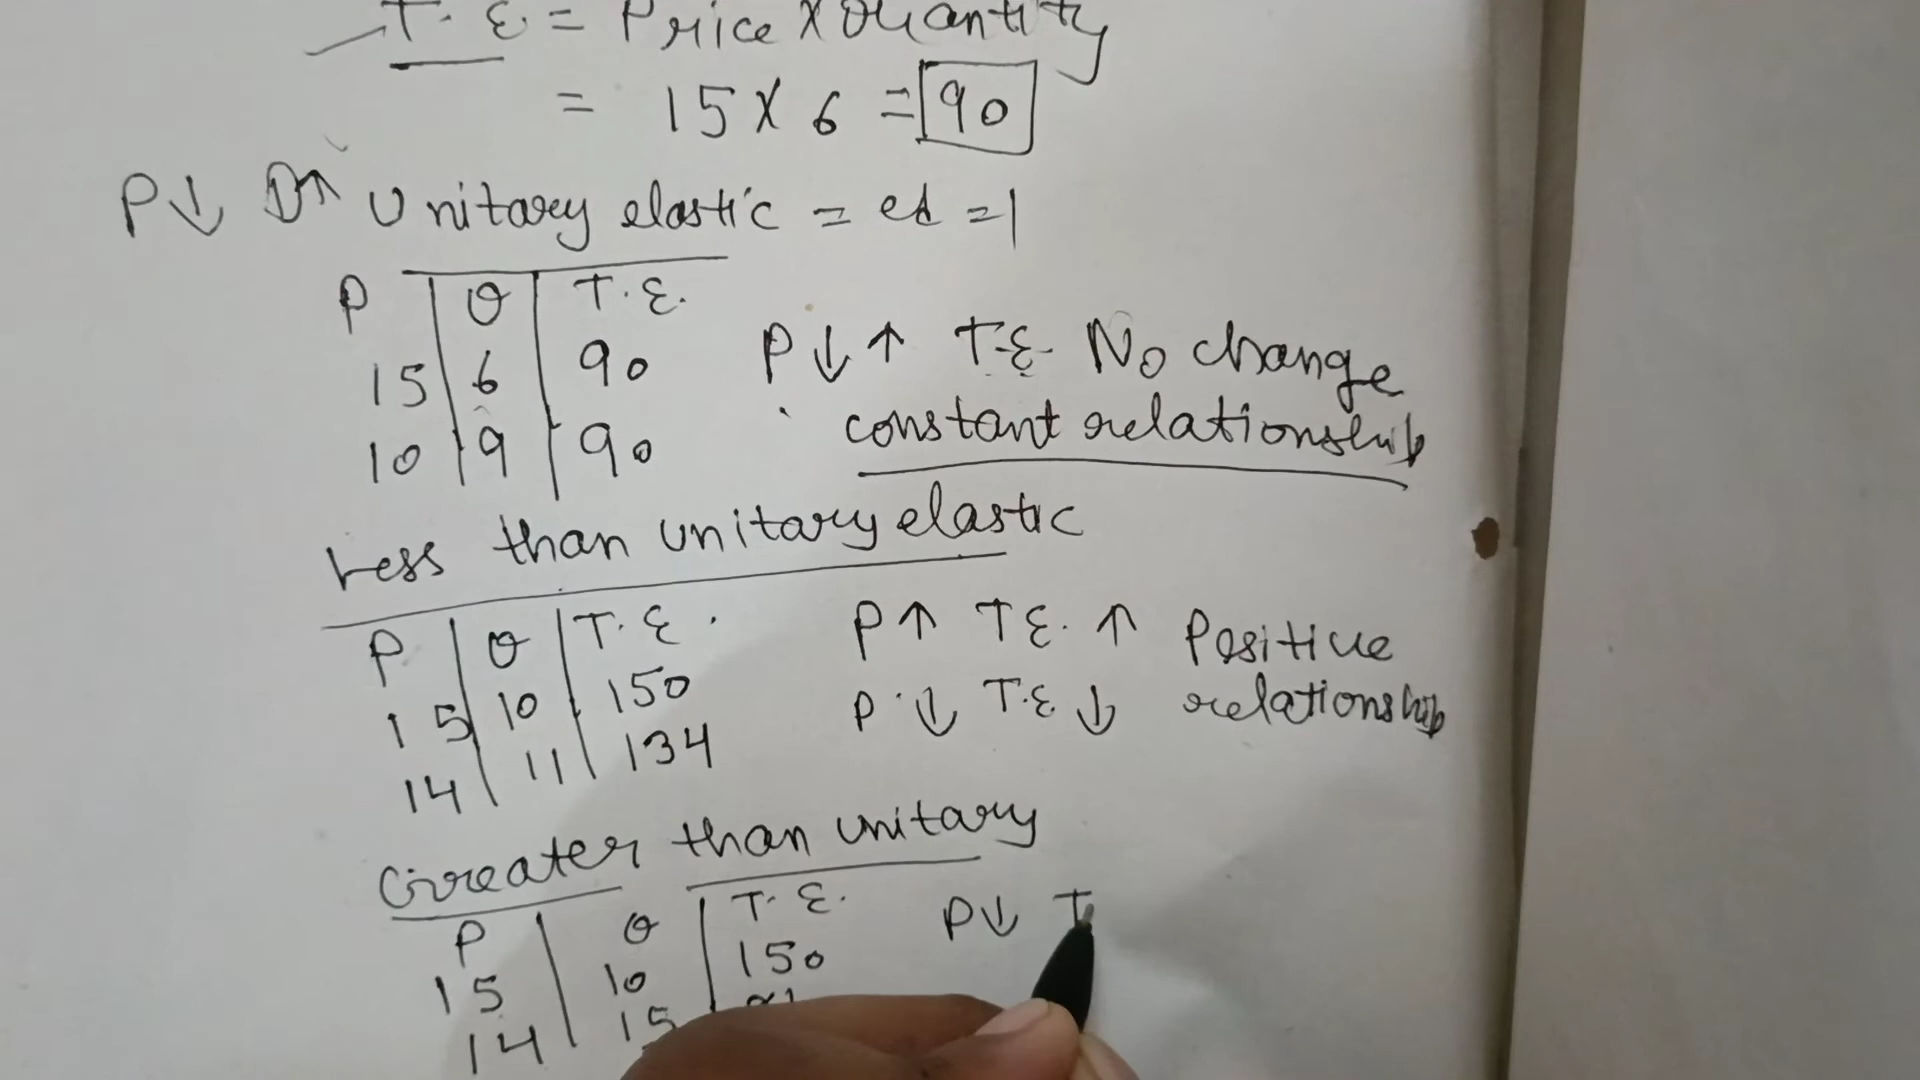 T. E. = Price X Quantity
= 15 X 6 = 90
P↓ D↑ Unitary elastic = ed = 1
P Q T.E.
15 6 90
10 9 90
P↓↑ T.E. No change
constant relationship
Less than unitary elastic
P Q T.E.
15 10 150
14 11 134
P↑ T.E.↑ Positive
P↓ T.E↓ relationship
Greater than unitary
P Q T.E.
15 10 150
14 15
P↓ T